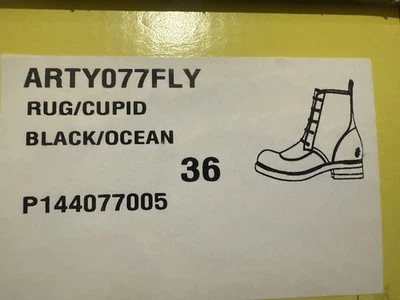 ARTY077FLY
RUG/CUPID
BLACK/OCEAN
36
P144077005